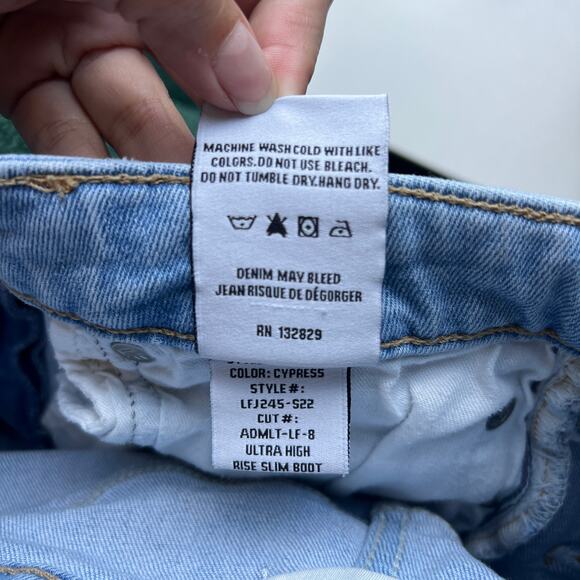 MACHINE WASH COLD WITH LIKE
COLORS. DO NOT USE BLEACH.
DO NOT TUMBLE DRY. HANG DRY.
DENIM MAY BLEED
JEAN RISQUE DE DÉGORGER
RN 132829
COLOR: CYPRESS
STYLE#:
LFJ245-S22
CUT #:
ADMLT-LF-8
ULTRA HIGH
RISE SLIM BOOT